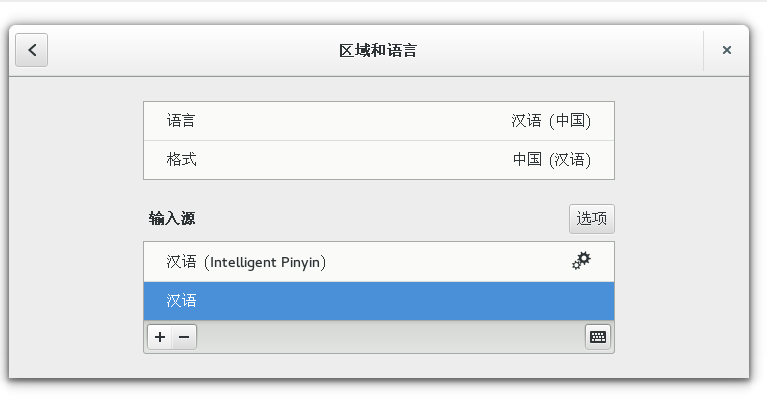 区域和语言
语言 汉语 (中国)
格式 中国 (汉语)
输入源 选项
汉语 (Intelligent Pinyin)
汉语